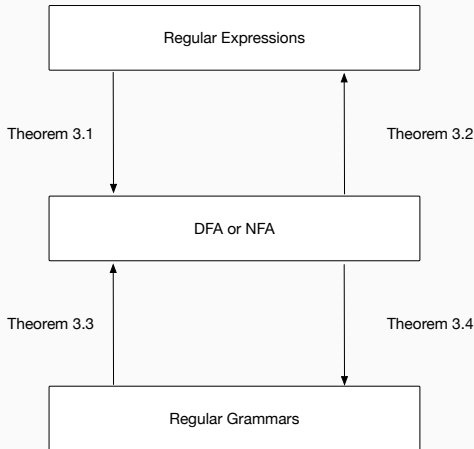 Regular Expressions
Theorem 3.1
Theorem 3.2
DFA or NFA
Theorem 3.3
Theorem 3.4
Regular Grammars